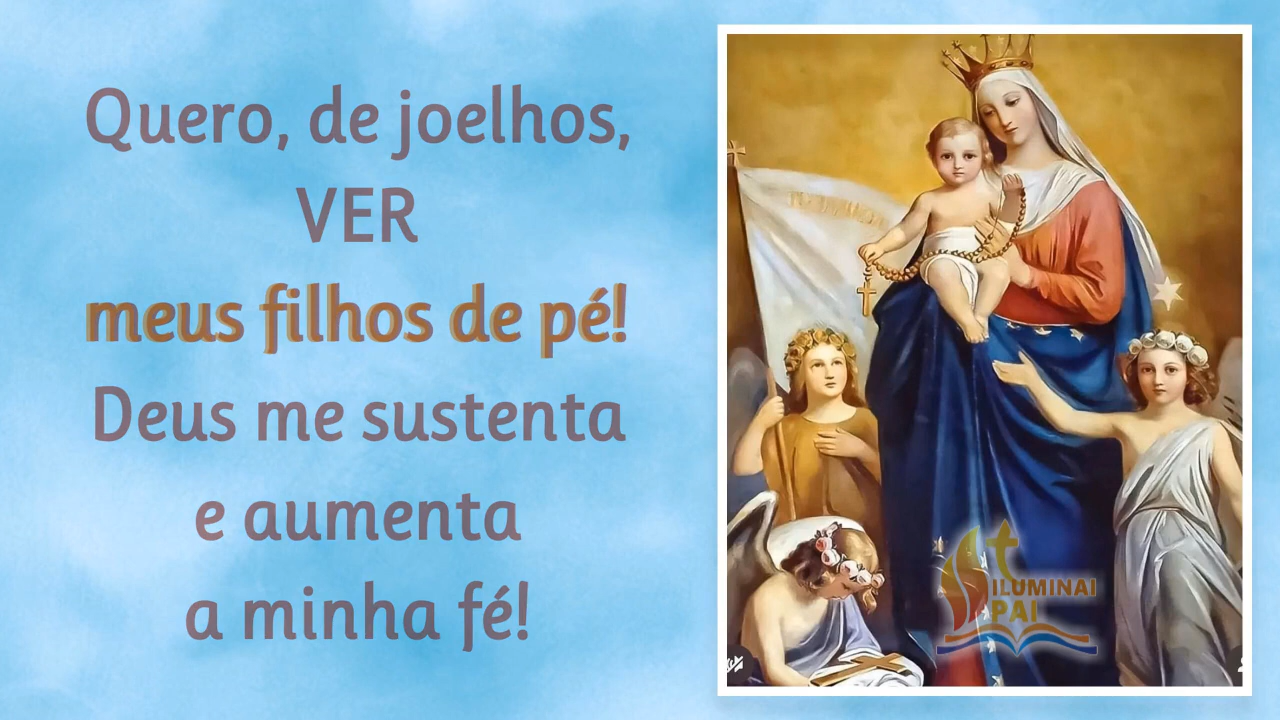 Quero, de joelhos,
VER
meus filhos de pé!
Deus me sustenta
e aumenta
a minha fé!
ILUMINAI
PAI